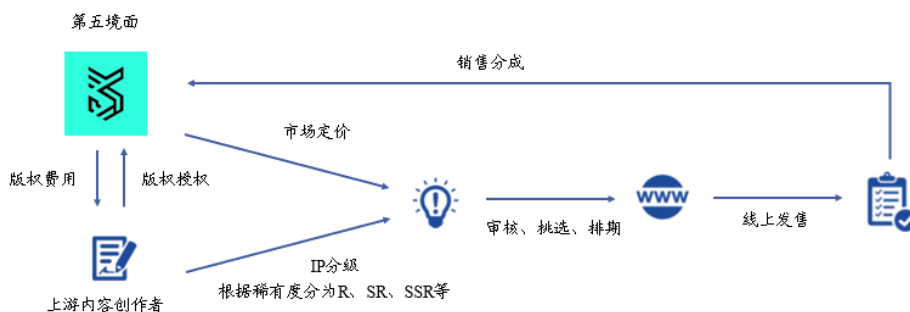 第五境面
销售分成
市场定价
版权费用
版权授权
WWW
审核、挑选、排期
线上发售
IP分级
根据稀有度分为R、SR、SSR等
上游内容创作者